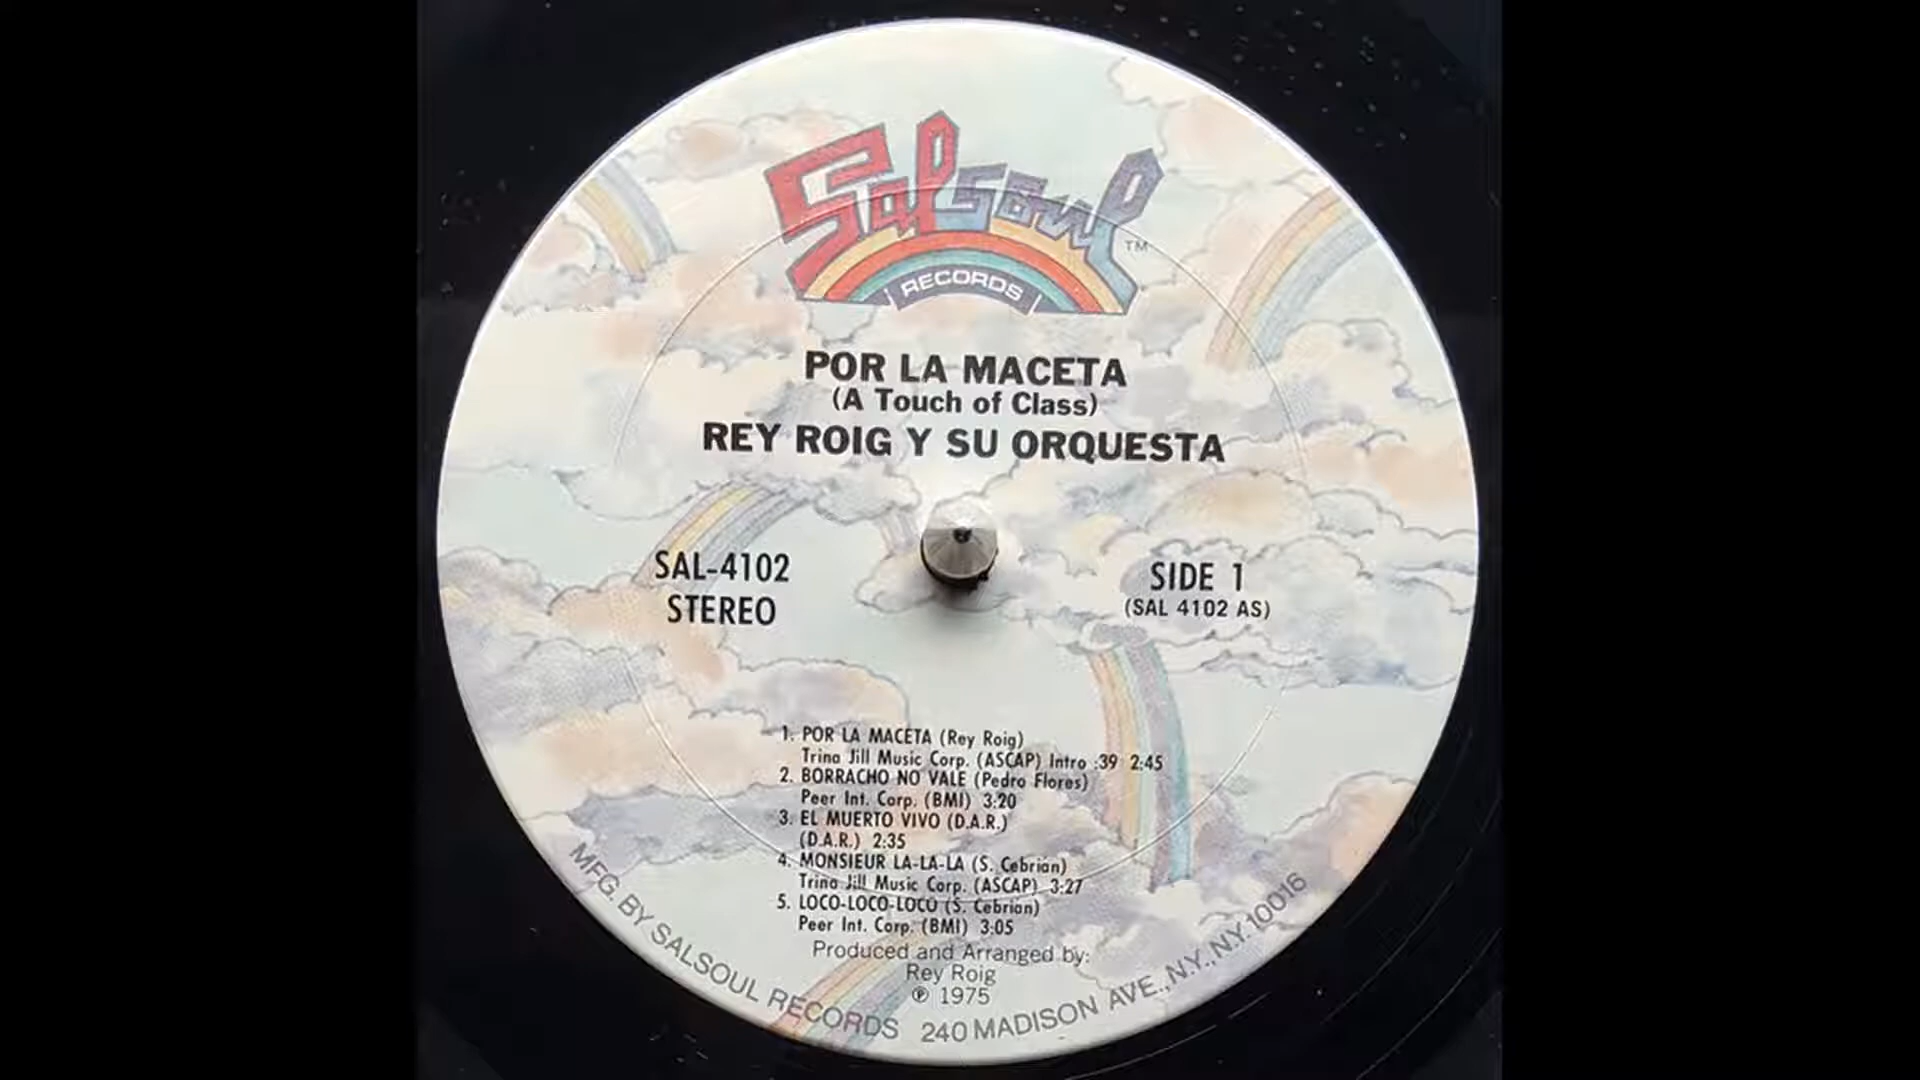 Salsoul TM
RECORDS
POR LA MACETA
(A Touch of Class)
REY ROIG Y SU ORQUESTA
SAL-4102
STEREO
SIDE 1
(SAL 4102 AS)
1. POR LA MACETA (Rey Roig)
Trina Jill Music Corp. (ASCAP) Intro :39 2:45
2. BORRACHO NO VALE (Pedro Flores)
Peer Int. Corp. (BMI) 3:20
3. EL MUERTO VIVO (D.A.R.)
(D.A.R.) 2:35
4. MONSIEUR LA-LA-LA (S. Cebrian)
Trina Jill Music Corp. (ASCAP) 3:27
5. LOCO-LOCO-LOCO (S. Cebrian)
Peer Int. Corp. (BMI) 3:05
Produced and Arranged by:
Rey Roig
℗ 1975
MFG. BY SALSOUL RECORDS 240 MADISON AVE., N.Y., N.Y. 10016